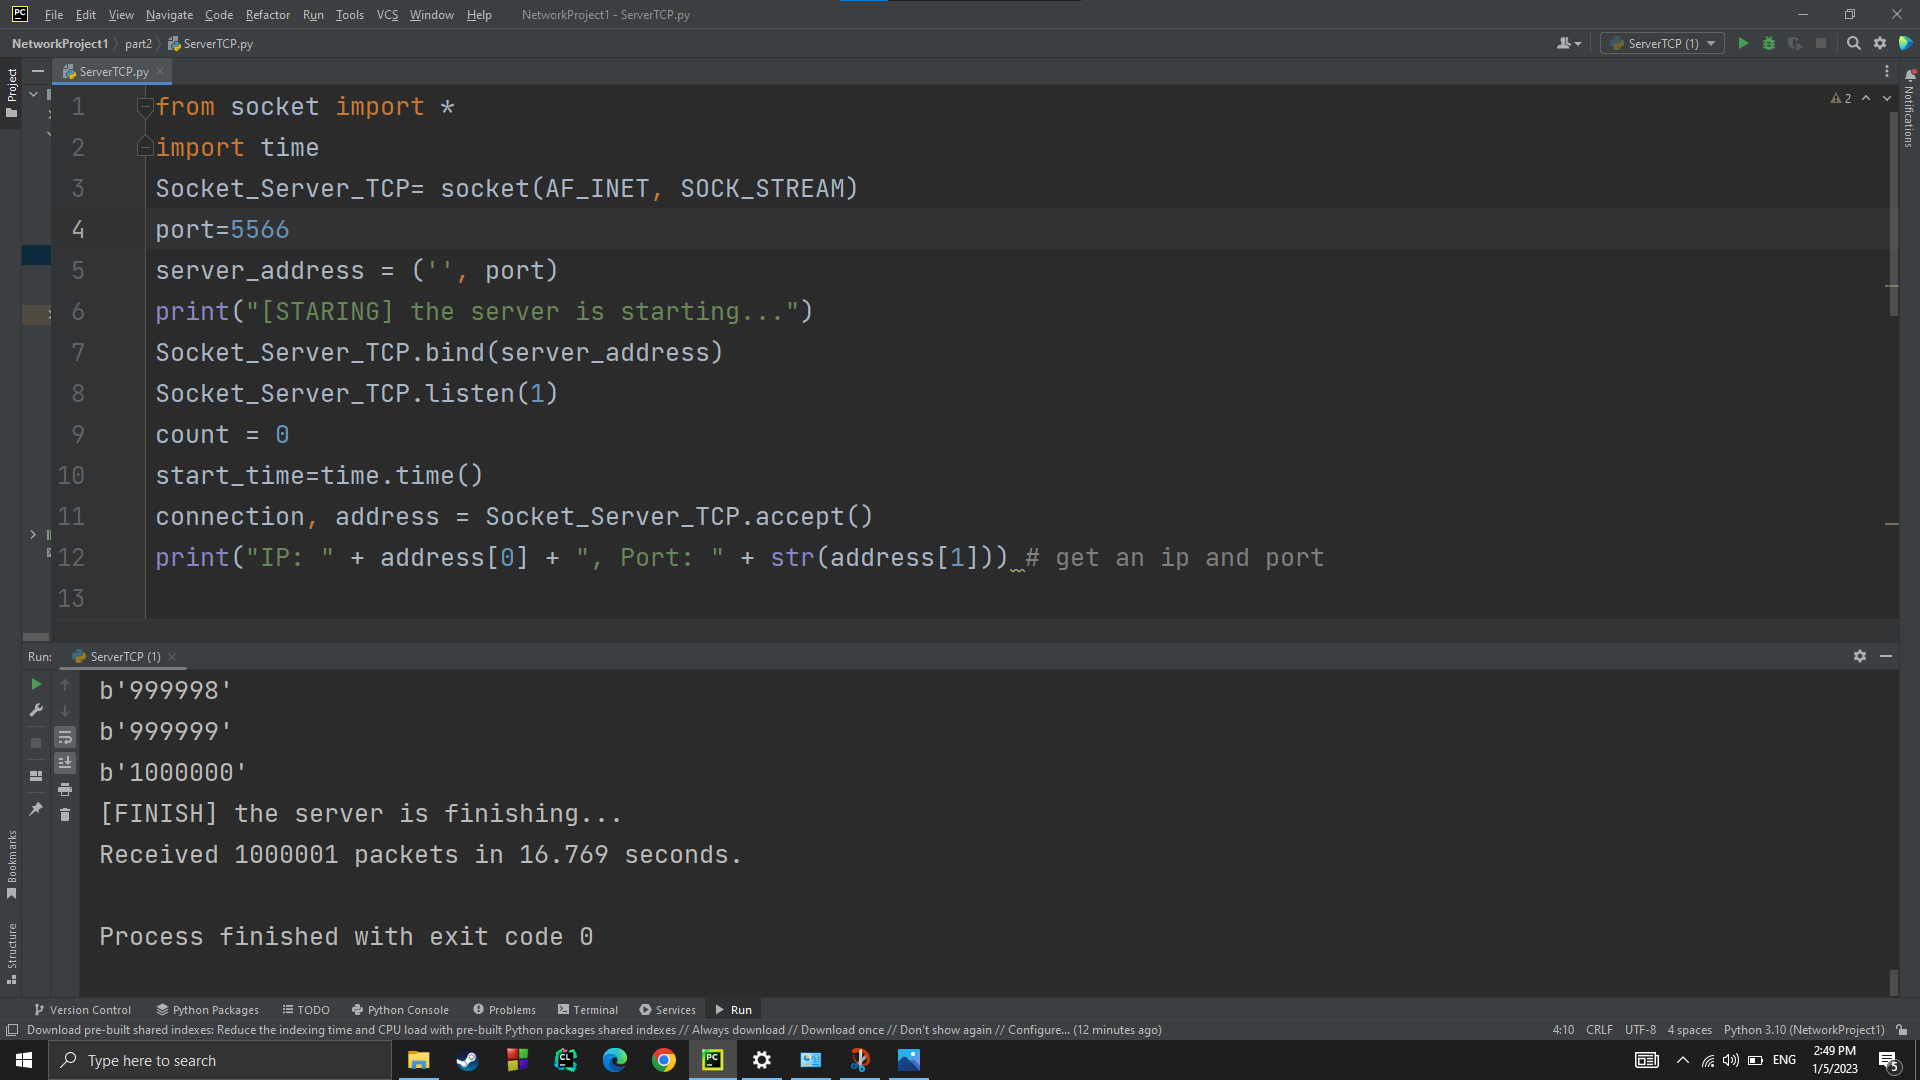 PC File Edit View Navigate Code Refactor Run Tools VCS Window Help NetworkProject1 - ServerTCP.py
NetworkProject1 part2 ServerTCP.py ServerTCP (1)
Project
ServerTCP.py
2
Notifications
1 from socket import *
2 import time
3 Socket_Server_TCP= socket(AF_INET, SOCK_STREAM)
4 port=5566
5 server_address = ('', port)
6 print("[STARING] the server is starting...")
7 Socket_Server_TCP.bind(server_address)
8 Socket_Server_TCP.listen(1)
9 count = 0
10 start_time=time.time()
11 connection, address = Socket_Server_TCP.accept()
12 print("IP: " + address[0] + ", Port: " + str(address[1])) # get an ip and port
13
Run: ServerTCP (1)
b'999998'
b'999999'
b'1000000'
[FINISH] the server is finishing...
Received 1000001 packets in 16.769 seconds.
Process finished with exit code 0
Bookmarks
Structure
Version Control Python Packages TODO Python Console Problems Terminal Services Run
Download pre-built shared indexes: Reduce the indexing time and CPU load with pre-built Python packages shared indexes // Always download // Download once // Don't show again // Configure... (12 minutes ago) 4:10 CRLF UTF-8 4 spaces Python 3.10 (NetworkProject1)
Type here to search CL PC ENG 2:49 PM
1/5/2023 5